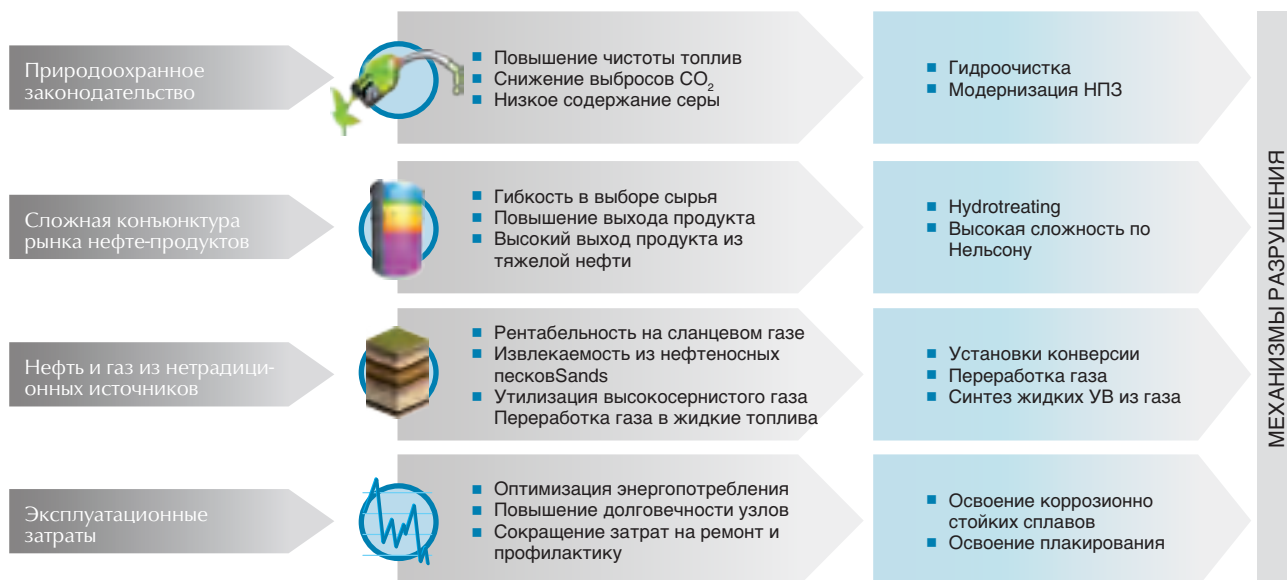 Природоохранное
законодательство
■ Повышение чистоты топлив
■ Снижение выбросов CO₂
■ Низкое содержание серы
■ Гидроочистка
■ Модернизация НПЗ
Сложная конъюнктура
рынка нефте-продуктов
■ Гибкость в выборе сырья
■ Повышение выхода продукта
■ Высокий выход продукта из
тяжелой нефти
■ Hydrotreating
■ Высокая сложность по
Нельсону
Нефть и газ из нетрадици-
онных источников
■ Рентабельность на сланцевом газе
■ Извлекаемость из нефтеносных
песковSands
■ Утилизация высокосернистого газа
Переработка газа в жидкие топлива
■ Установки конверсии
■ Переработка газа
■ Синтез жидких УВ из газа
Эксплуатационные
затраты
■ Оптимизация энергопотребления
■ Повышение долговечности узлов
■ Сокращение затрат на ремонт и
профилактику
■ Освоение коррозионно
стойких сплавов
■ Освоение плакирования
МЕХАНИЗМЫ РАЗРУШЕНИЯ